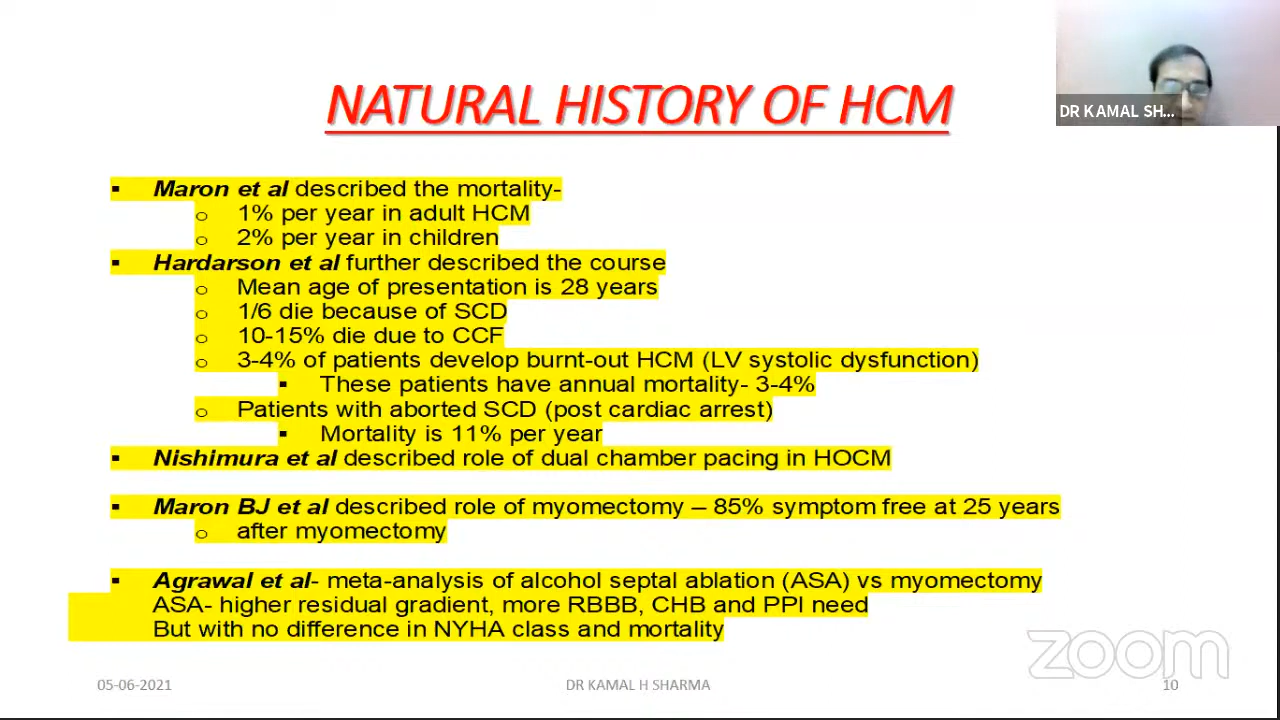 NATURAL HISTORY OF HCM
DR KAMAL SH...
▪ Maron et al described the mortality-
o 1% per year in adult HCM
o 2% per year in children
▪ Hardarson et al further described the course
o Mean age of presentation is 28 years
o 1/6 die because of SCD
o 10-15% die due to CCF
o 3-4% of patients develop burnt-out HCM (LV systolic dysfunction)
▪ These patients have annual mortality- 3-4%
o Patients with aborted SCD (post cardiac arrest)
▪ Mortality is 11% per year
▪ Nishimura et al described role of dual chamber pacing in HOCM
▪ Maron BJ et al described role of myomectomy – 85% symptom free at 25 years
o after myomectomy
▪ Agrawal et al- meta-analysis of alcohol septal ablation (ASA) vs myomectomy
ASA- higher residual gradient, more RBBB, CHB and PPI need
But with no difference in NYHA class and mortality
zoom
05-06-2021
DR KAMAL H SHARMA
10